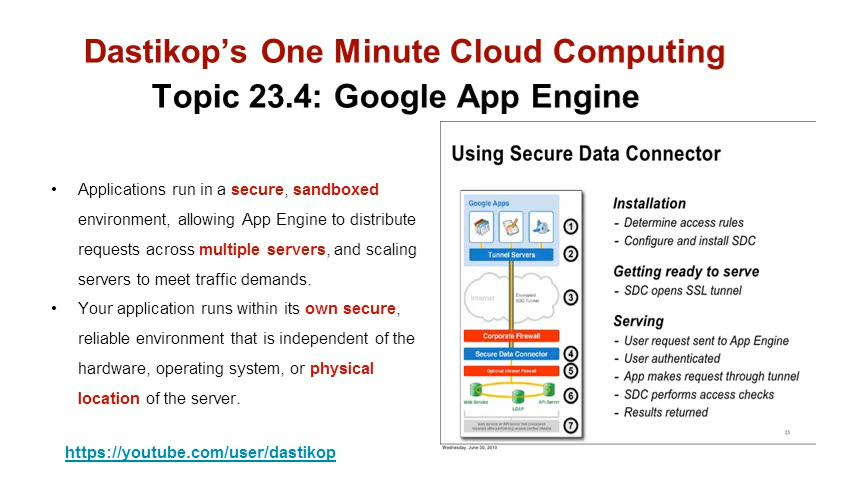 Dastikop’s One Minute Cloud Computing
Topic 23.4: Google App Engine
• Applications run in a secure, sandboxed
environment, allowing App Engine to distribute
requests across multiple servers, and scaling
servers to meet traffic demands.
• Your application runs within its own secure,
reliable environment that is independent of the
hardware, operating system, or physical
location of the server.
https://youtube.com/user/dastikop
Using Secure Data Connector
Google Apps
1
Tunnel Servers
2
Internet
Encrypted
SDC Tunnel
3
Corporate Firewall
Secure Data Connector
4
Optional Intranet Firewall
5
Web Service
LDAP
API Server
6
7
Installation
- Determine access rules
- Configure and install SDC
Getting ready to serve
- SDC opens SSL tunnel
Serving
- User request sent to App Engine
- User authenticated
- App makes request through tunnel
- SDC performs access checks
- Results returned
23
Wednesday, June 30, 2010